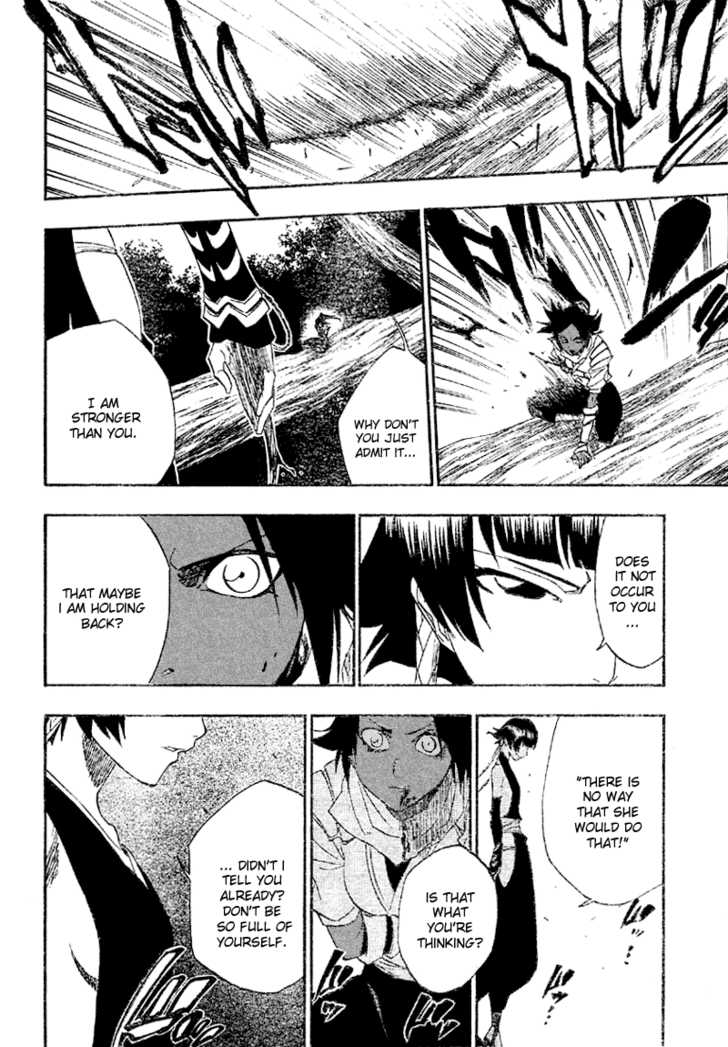 WHY DON'T
YOU JUST
ADMIT IT...
I AM
STRONGER
THAN YOU.
DOES
IT NOT
OCCUR
TO YOU
...
THAT MAYBE
I AM HOLDING
BACK?
"THERE IS
NO WAY
THAT SHE
WOULD DO
THAT!"
IS THAT
WHAT
YOU'RE
THINKING?
... DIDN'T I
TELL YOU
ALREADY?
DON'T BE
SO FULL OF
YOURSELF.